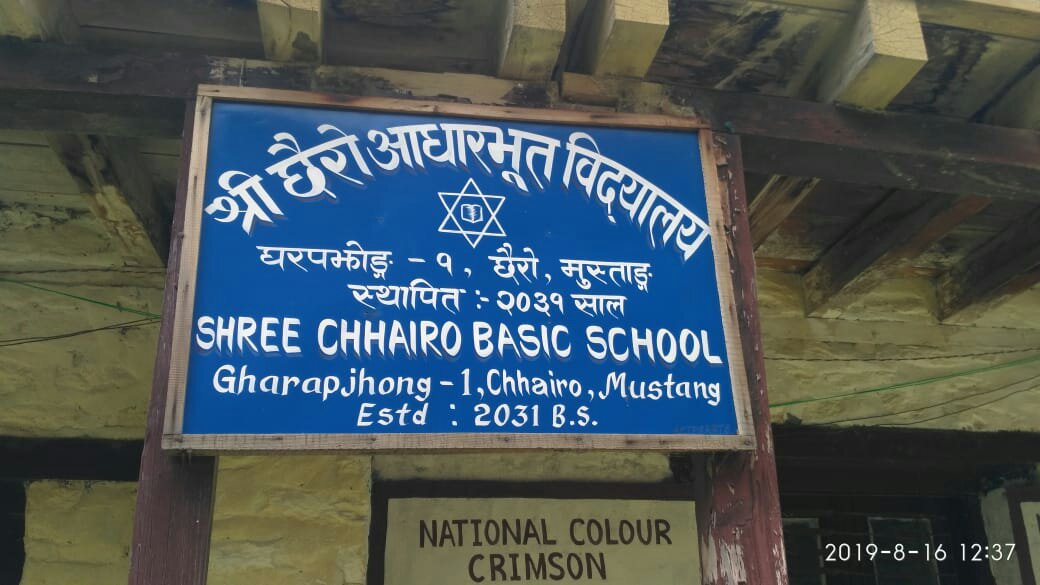 श्री छैरो आधारभूत विद्यालय
घरपझोङ्ग - १, छैरो, मुस्ताङ्ग
स्थापित :- २०३१ साल
SHREE CHHAIRO BASIC SCHOOL
Gharapjhong - 1, Chhairo, Mustang
Estd : 2031 B.S.
NATIONAL COLOUR
CRIMSON
2019-8-16 12:37